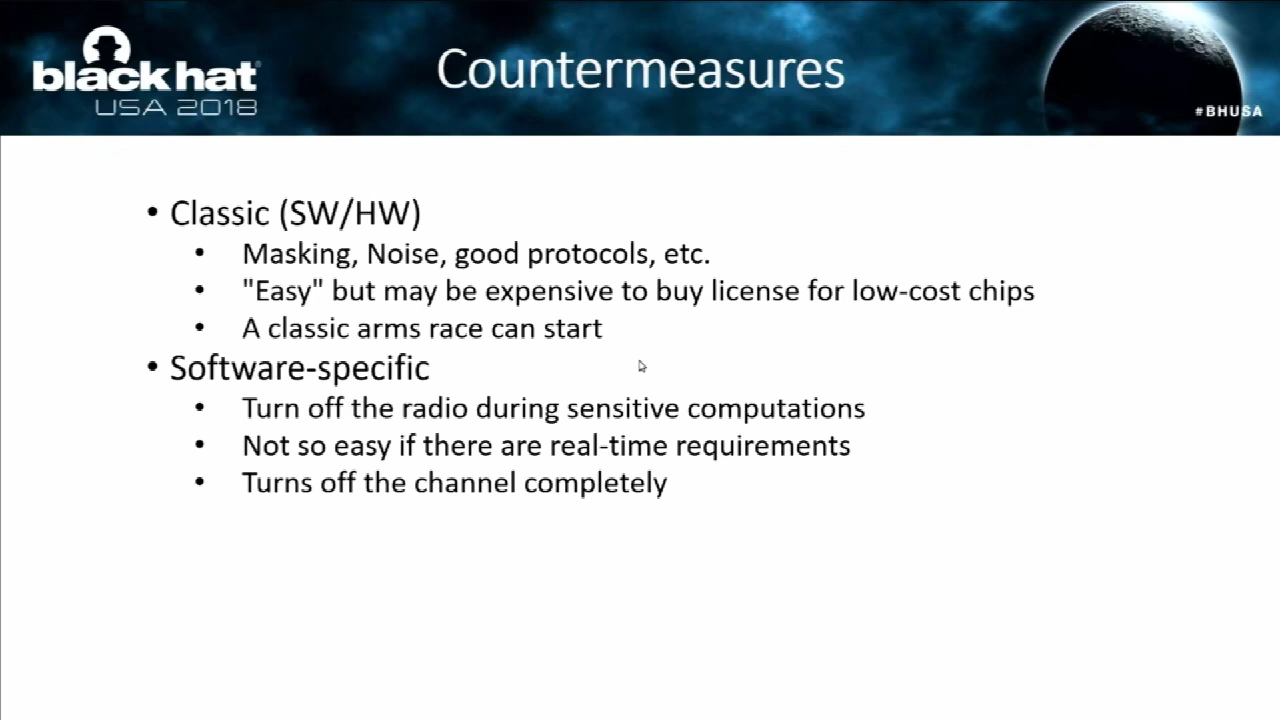 black hat
USA 2018
Countermeasures
#BHUSA
• Classic (SW/HW)
• Masking, Noise, good protocols, etc.
• "Easy" but may be expensive to buy license for low-cost chips
• A classic arms race can start
• Software-specific
• Turn off the radio during sensitive computations
• Not so easy if there are real-time requirements
• Turns off the channel completely